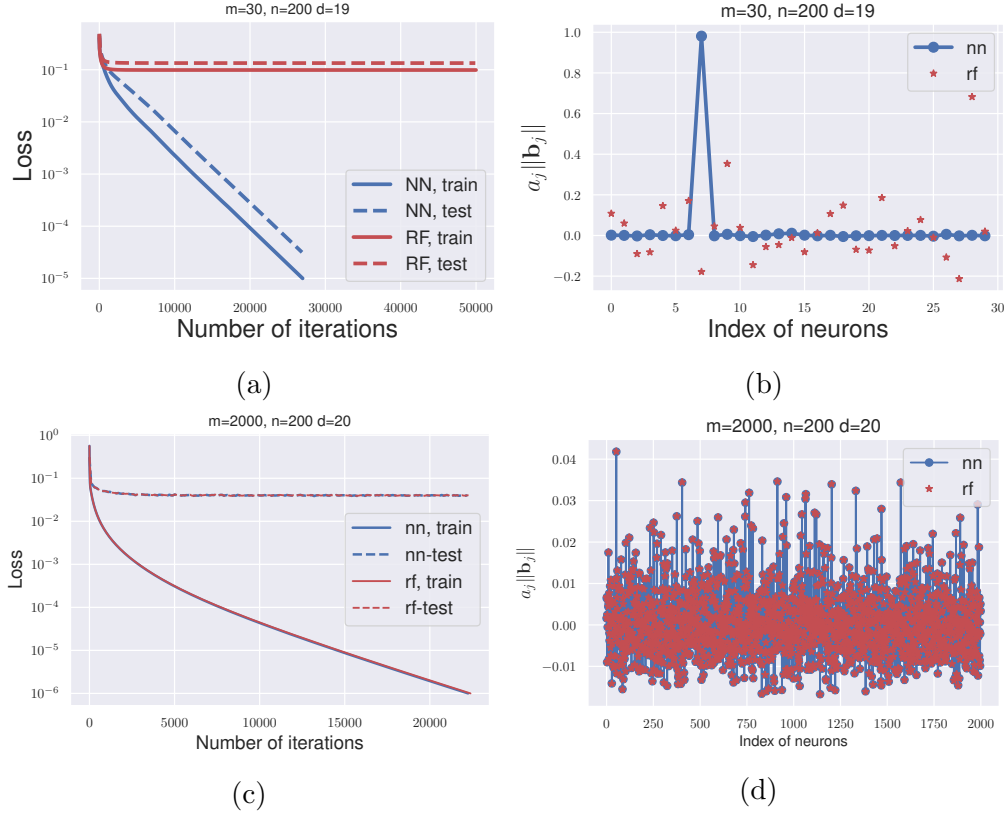 m=30, n=200 d=19
10⁻¹
10⁻²
10⁻³
10⁻⁴
10⁻⁵
Loss
NN, train
NN, test
RF, train
RF, test
0 10000 20000 30000 40000 50000
Number of iterations
(a)
m=30, n=200 d=19
1.0
0.8
0.6
0.4
0.2
0.0
−0.2
a_j||b_j||
nn
rf
0 5 10 15 20 25 30
Index of neurons
(b)
m=2000, n=200 d=20
10⁰
10⁻¹
10⁻²
10⁻³
10⁻⁴
10⁻⁵
10⁻⁶
Loss
nn, train
nn-test
rf, train
rf-test
0 5000 10000 15000 20000
Number of iterations
(c)
m=2000, n=200 d=20
0.04
0.03
0.02
0.01
0.00
−0.01
a_j||b_j||
nn
rf
0 250 500 750 1000 1250 1500 1750 2000
Index of neurons
(d)